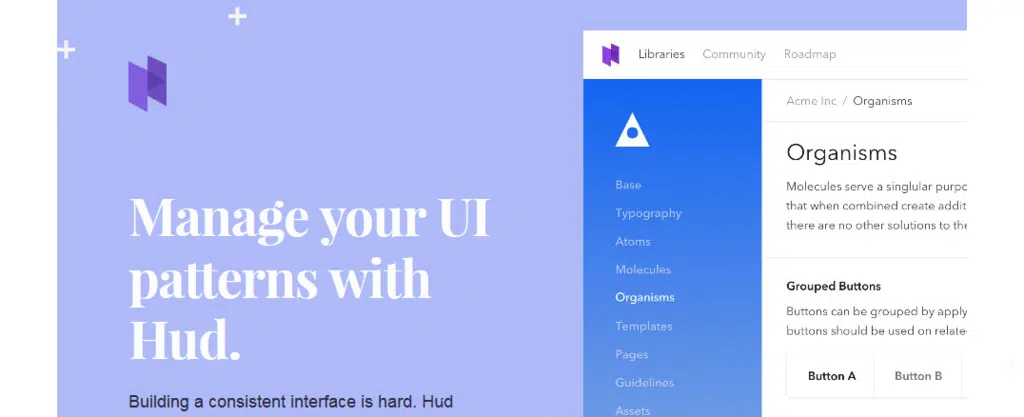 Manage your UI
patterns with
Hud.
Building a consistent interface is hard. Hud
Libraries Community Roadmap
Acme Inc / Organisms
Base
Typography
Atoms
Molecules
Organisms
Templates
Pages
Guidelines
Assets
Organisms
Molecules serve a singlular purpo
that when combined create addit
there are no other solutions to the
Grouped Buttons
Buttons can be grouped by apply
buttons should be used on relate
Button A Button B